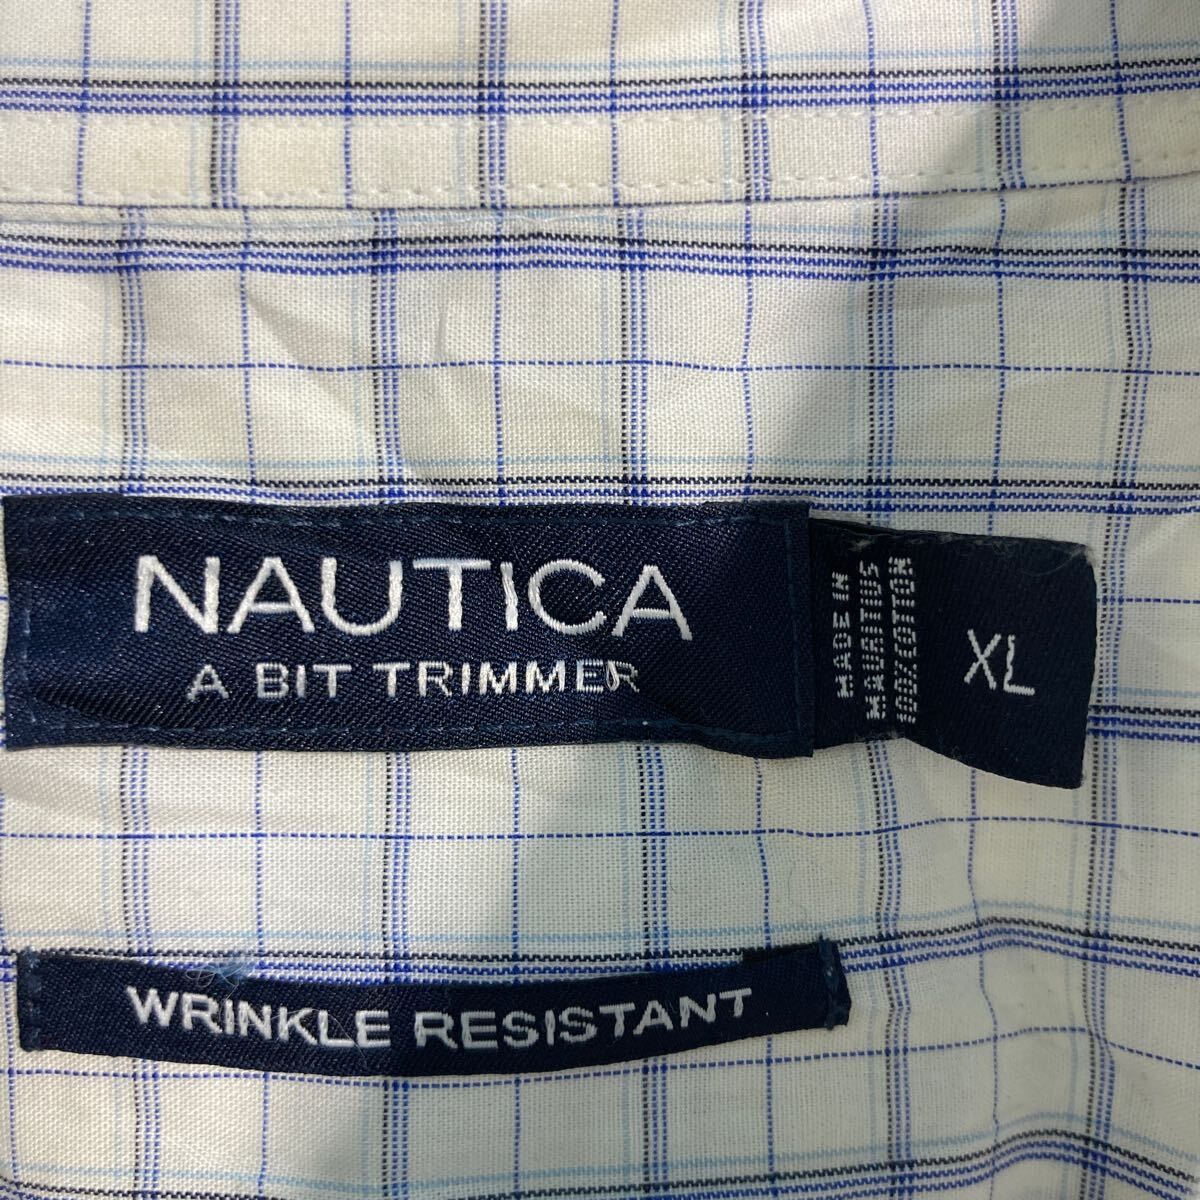 NAUTICA
A BIT TRIMMER
MADE IN
MAURITIUS
100% COTTON
XL
WRINKLE RESISTANT